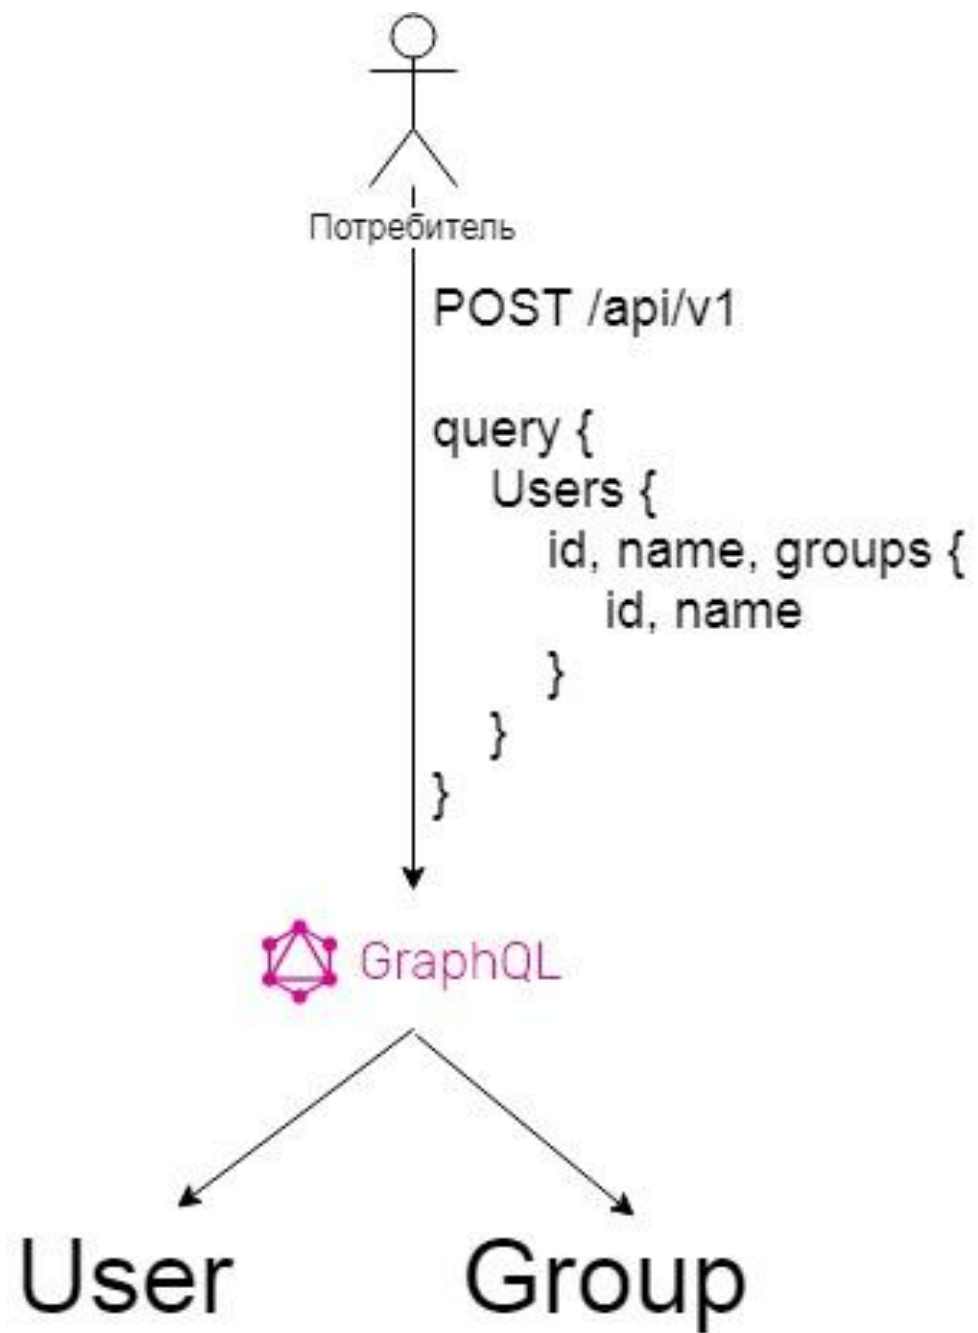 Потребитель
POST /api/v1
query {
Users {
id, name, groups {
id, name
}
}
}
GraphQL
User
Group